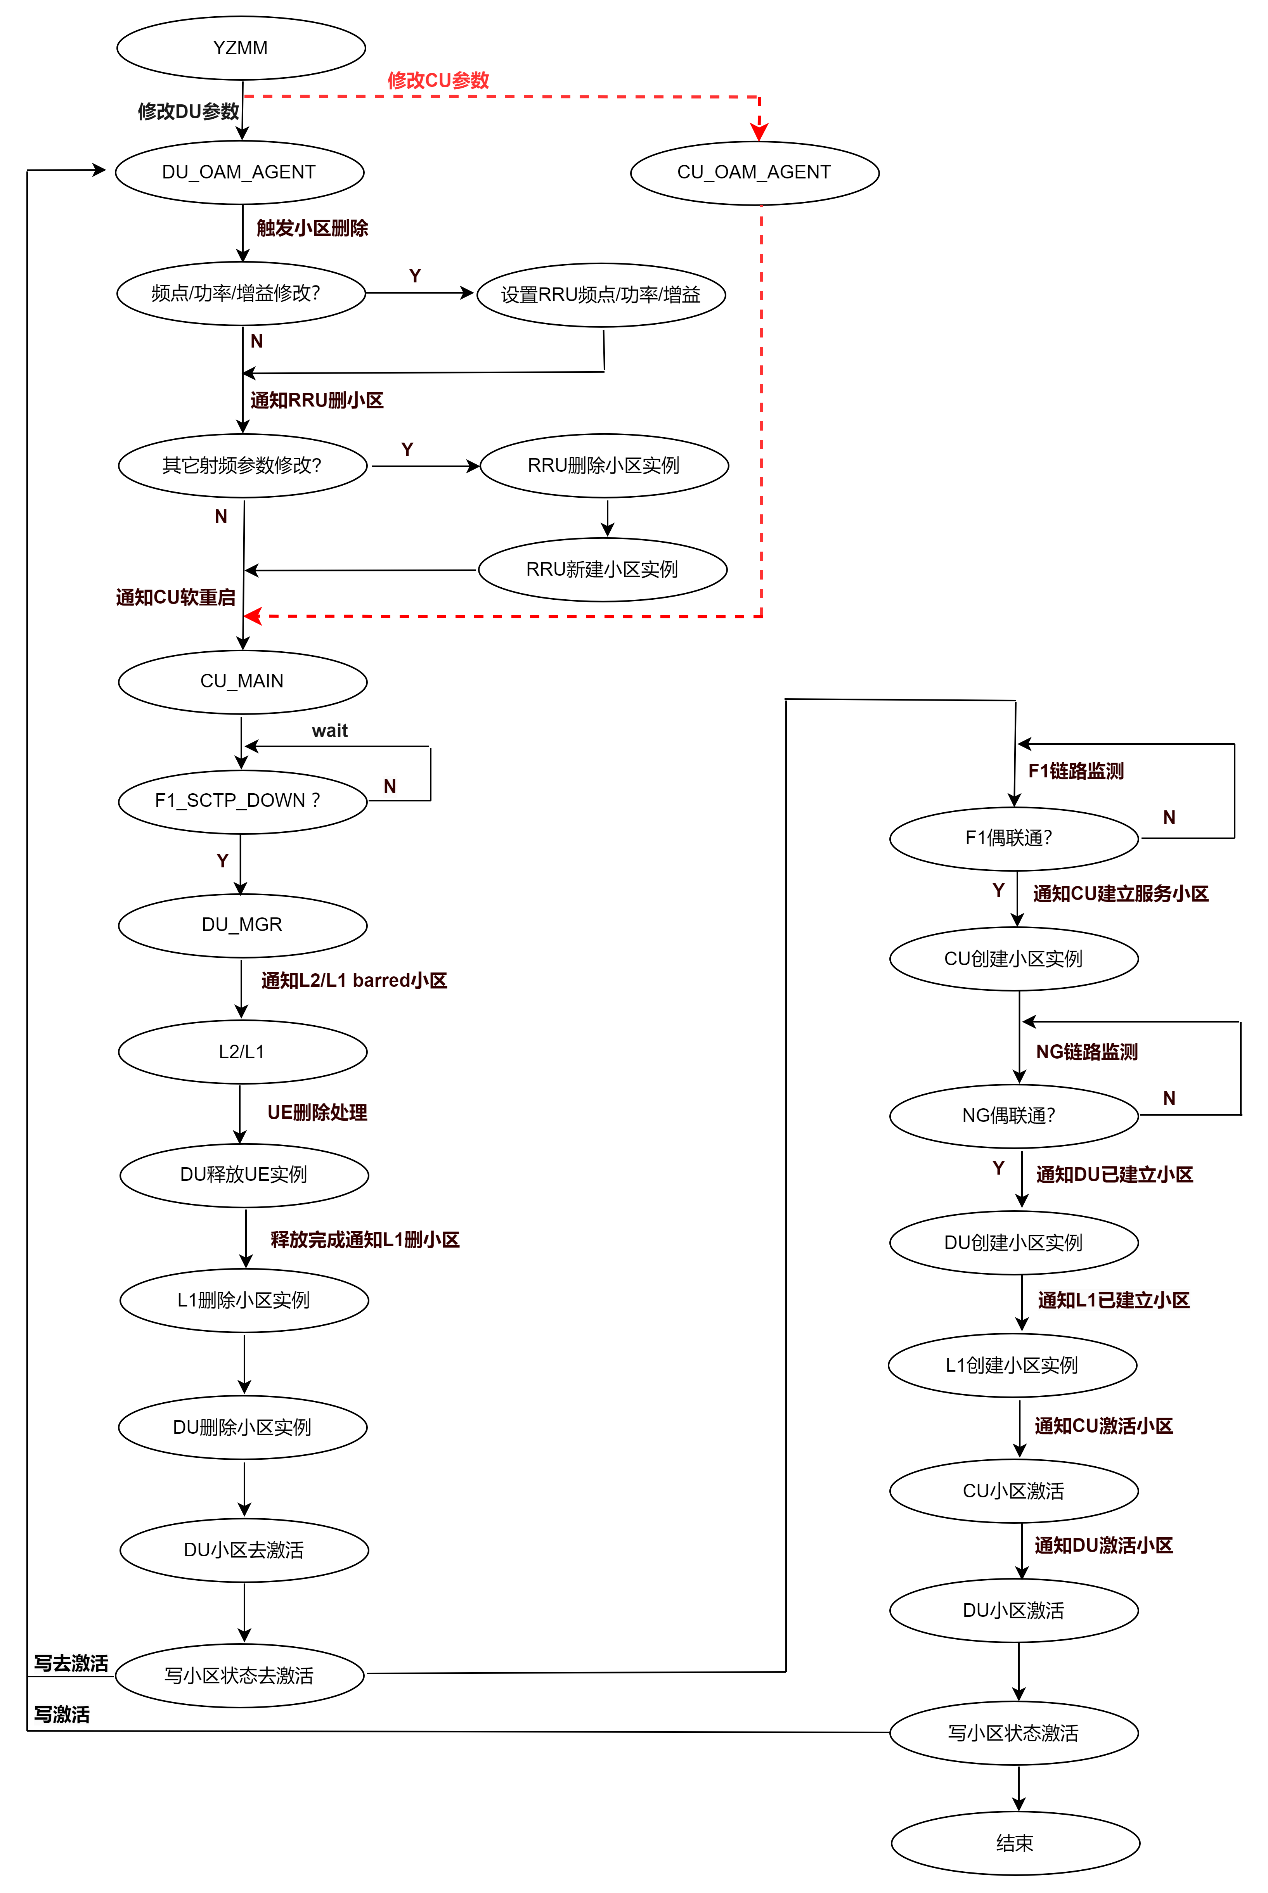 YZMM
修改CU参数
修改DU参数
DU_OAM_AGENT
CU_OAM_AGENT
触发小区删除
频点/功率/增益修改?
Y
设置RRU频点/功率/增益
N
通知RRU删小区
其它射频参数修改?
Y
RRU删除小区实例
N
RRU新建小区实例
通知CU软重启
CU_MAIN
wait
F1_SCTP_DOWN ？
N
Y
DU_MGR
通知L2/L1 barred小区
L2/L1
UE删除处理
DU释放UE实例
释放完成通知L1删小区
L1删除小区实例
DU删除小区实例
DU小区去激活
写小区状态去激活
写去激活
写激活
F1链路监测
F1偶联通?
N
Y
通知CU建立服务小区
CU创建小区实例
NG链路监测
NG偶联通?
N
Y
通知DU已建立小区
DU创建小区实例
通知L1已建立小区
L1创建小区实例
通知CU激活小区
CU小区激活
通知DU激活小区
DU小区激活
写小区状态激活
结束